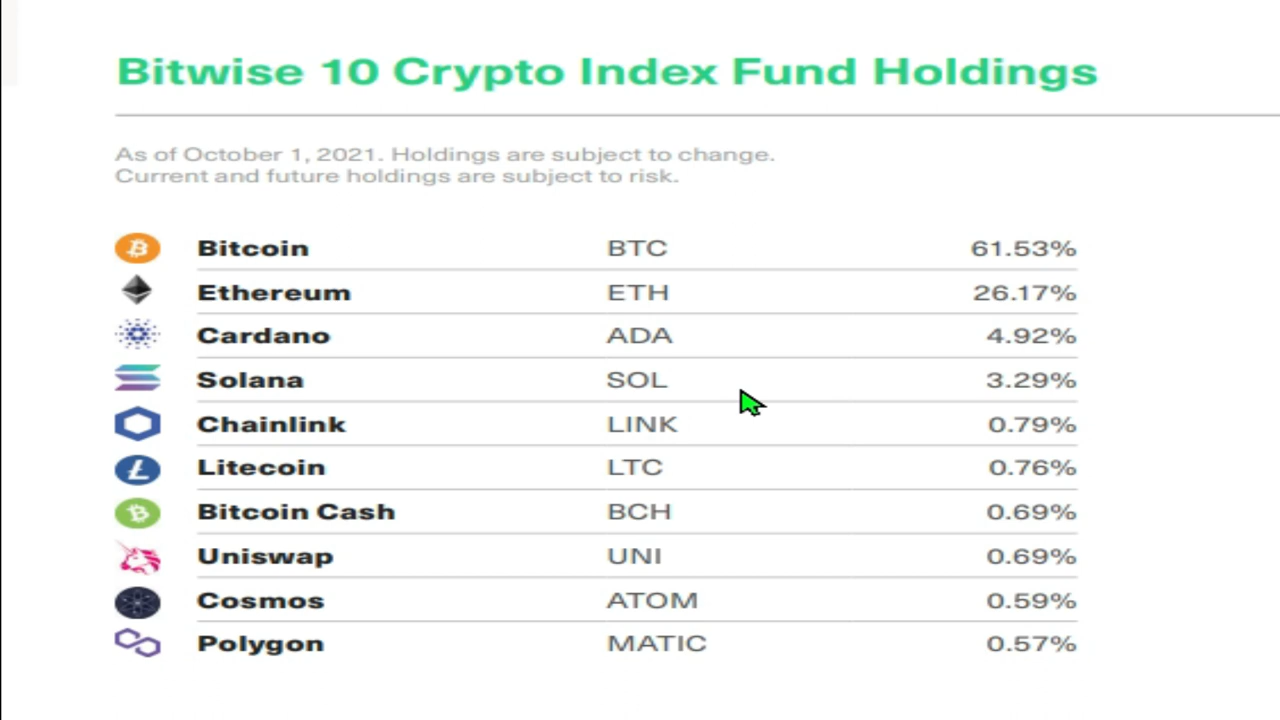 Bitwise 10 Crypto Index Fund Holdings
As of October 1, 2021. Holdings are subject to change.
Current and future holdings are subject to risk.
Bitcoin BTC 61.53%
Ethereum ETH 26.17%
Cardano ADA 4.92%
Solana SOL 3.29%
Chainlink LINK 0.79%
Litecoin LTC 0.76%
Bitcoin Cash BCH 0.69%
Uniswap UNI 0.69%
Cosmos ATOM 0.59%
Polygon MATIC 0.57%